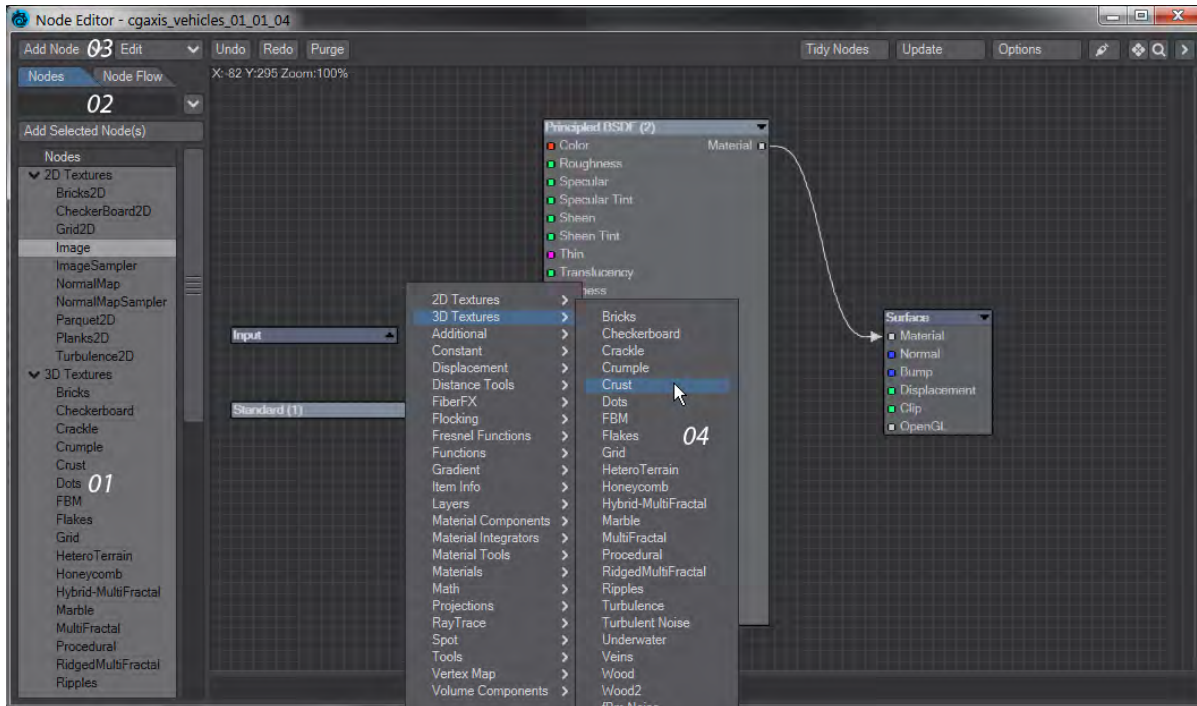 Node Editor - cgaxis_vehicles_01_01_04
Add Node 03 Edit Undo Redo Purge Tidy Nodes Update Options
Nodes Node Flow X:-82 Y:295 Zoom:100%
02
Add Selected Node(s)
Nodes
2D Textures
Bricks2D
CheckerBoard2D
Grid2D
Image
ImageSampler
NormalMap
NormalMapSampler
Parquet2D
Planks2D
Turbulence2D
3D Textures
Bricks
Checkerboard
Crackle
Crumple
Crust
Dots 01
FBM
Flakes
Grid
HeteroTerrain
Honeycomb
Hybrid-MultiFractal
Marble
MultiFractal
Procedural
RidgedMultiFractal
Ripples
Input
Standard (1)
Principled BSDF (2)
Color Material
Roughness
Specular
Specular Tint
Sheen
Sheen Tint
Thin
Translucency
2D Textures
3D Textures
Additional
Constant
Displacement
Distance Tools
FiberFX
Flocking
Fresnel Functions
Functions
Gradient
Item Info
Layers
Material Components
Material Integrators
Material Tools
Materials
Math
Projections
RayTrace
Spot
Tools
Vertex Map
Volume Components
Bricks
Checkerboard
Crackle
Crumple
Crust
Dots
FBM
Flakes 04
Grid
HeteroTerrain
Honeycomb
Hybrid-MultiFractal
Marble
MultiFractal
Procedural
RidgedMultiFractal
Ripples
Turbulence
Turbulent Noise
Underwater
Veins
Wood
Wood2
Surface
Material
Normal
Bump
Displacement
Clip
OpenGL